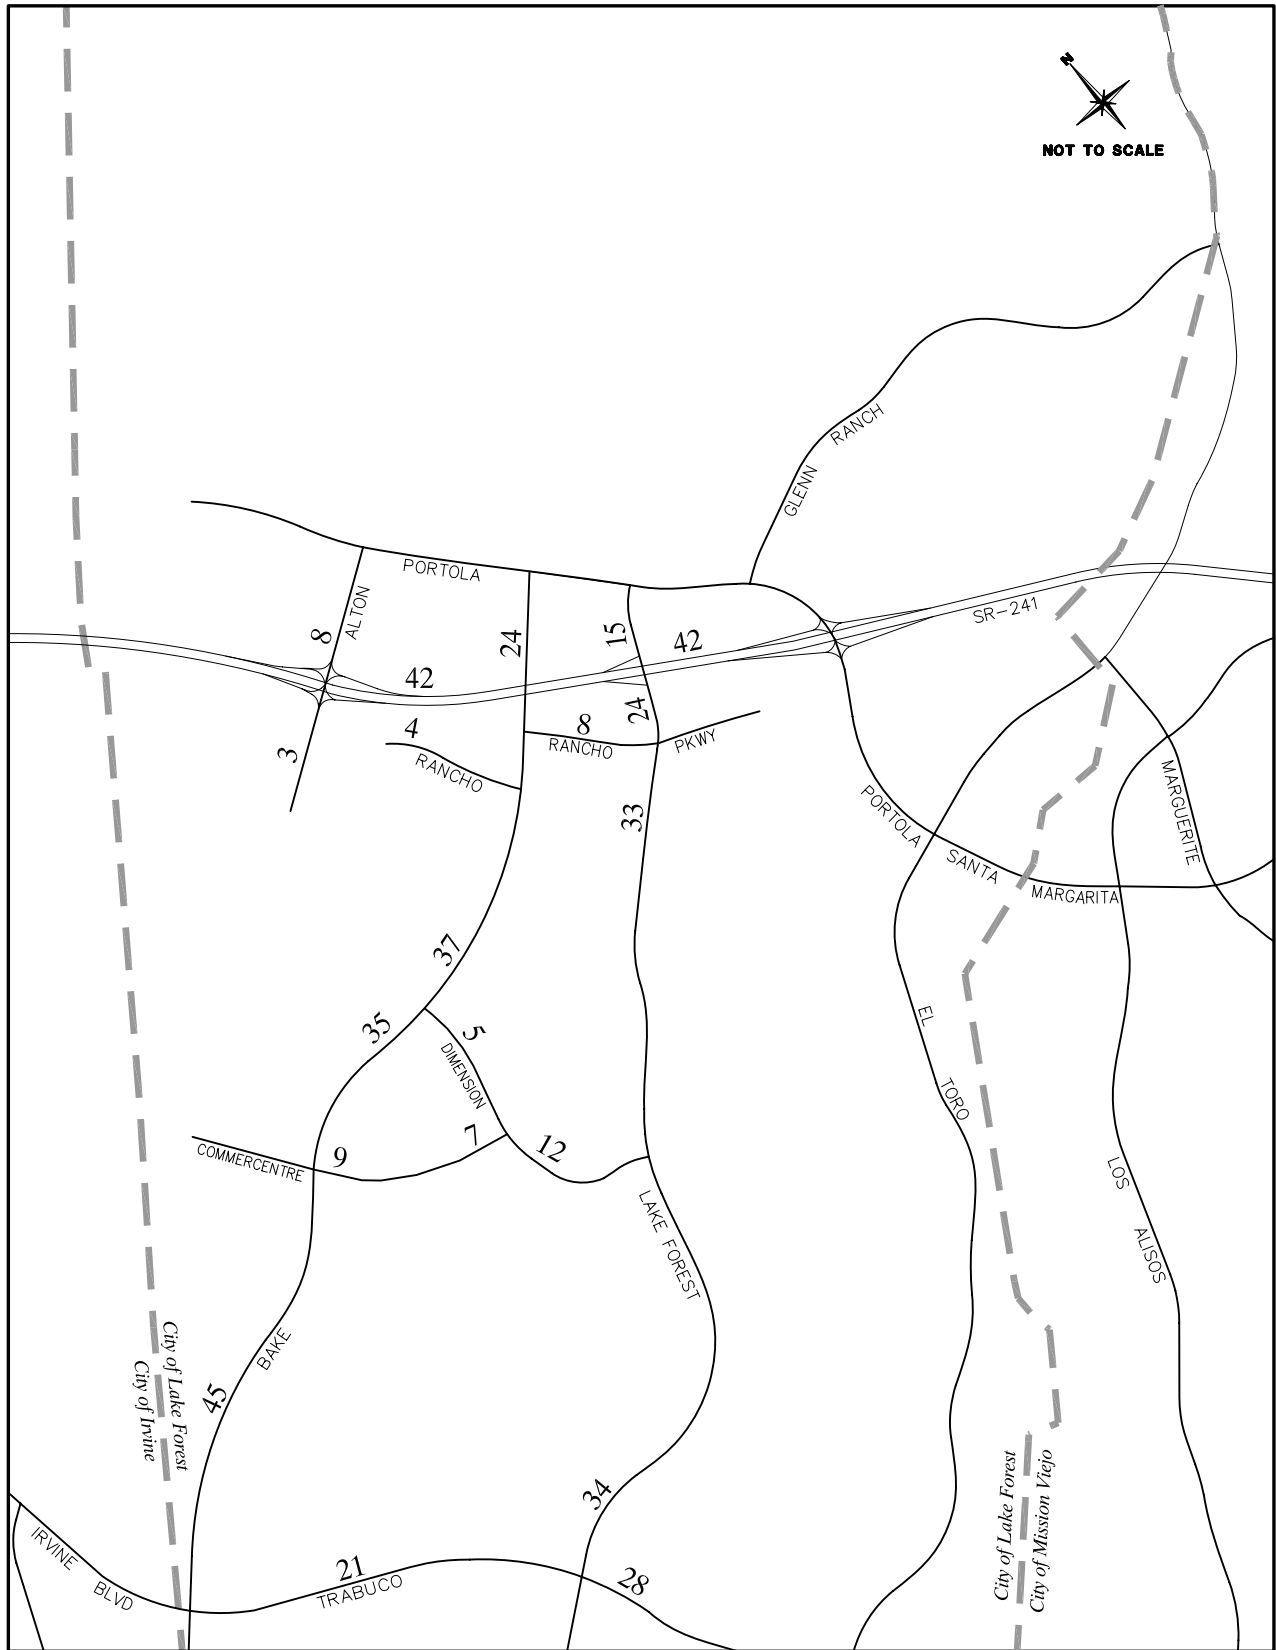 N
NOT TO SCALE
GLENN
RANCH
PORTOLA
ALTON
8
24
15
42
SR-241
42
24
8
RANCHO
PKWY
4
RANCHO
3
33
PORTOLA
SANTA
MARGARITA
MARGUERITE
37
35
5
DIMENSION
EL
TORO
COMMERCENTRE
9
7
12
LAKE FOREST
LOS
ALISOS
BAKE
45
City of Lake Forest
City of Irvine
34
City of Lake Forest
City of Mission Viejo
IRVINE
BLVD
21
TRABUCO
28